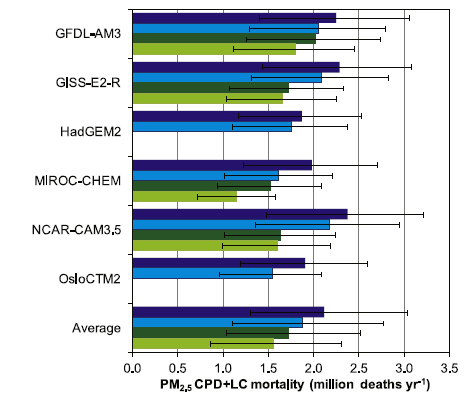 GFDL-AM3
GISS-E2-R
HadGEM2
MIROC-CHEM
NCAR-CAM3.5
OsloCTM2
Average
0.0 0.5 1.0 1.5 2.0 2.5 3.0 3.5
PM2.5 CPD+LC mortality (million deaths yr-1)